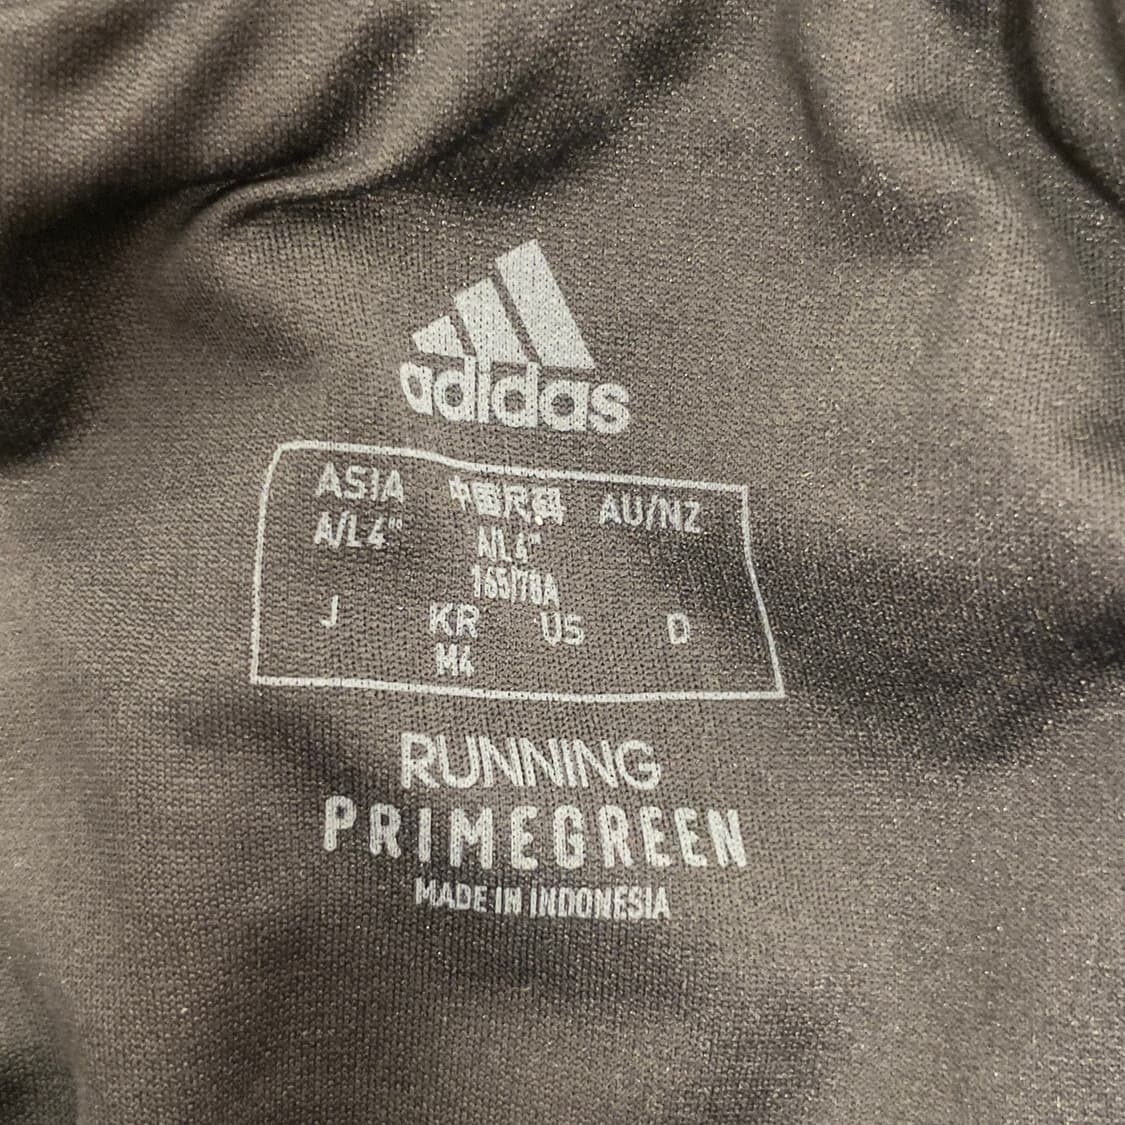 adidas
ASIA 中国尺码 AU/NZ
A/L4" A/L4"
165/78A
J KR US D
M4
RUNNING
PRIMEGREEN
MADE IN INDONESIA